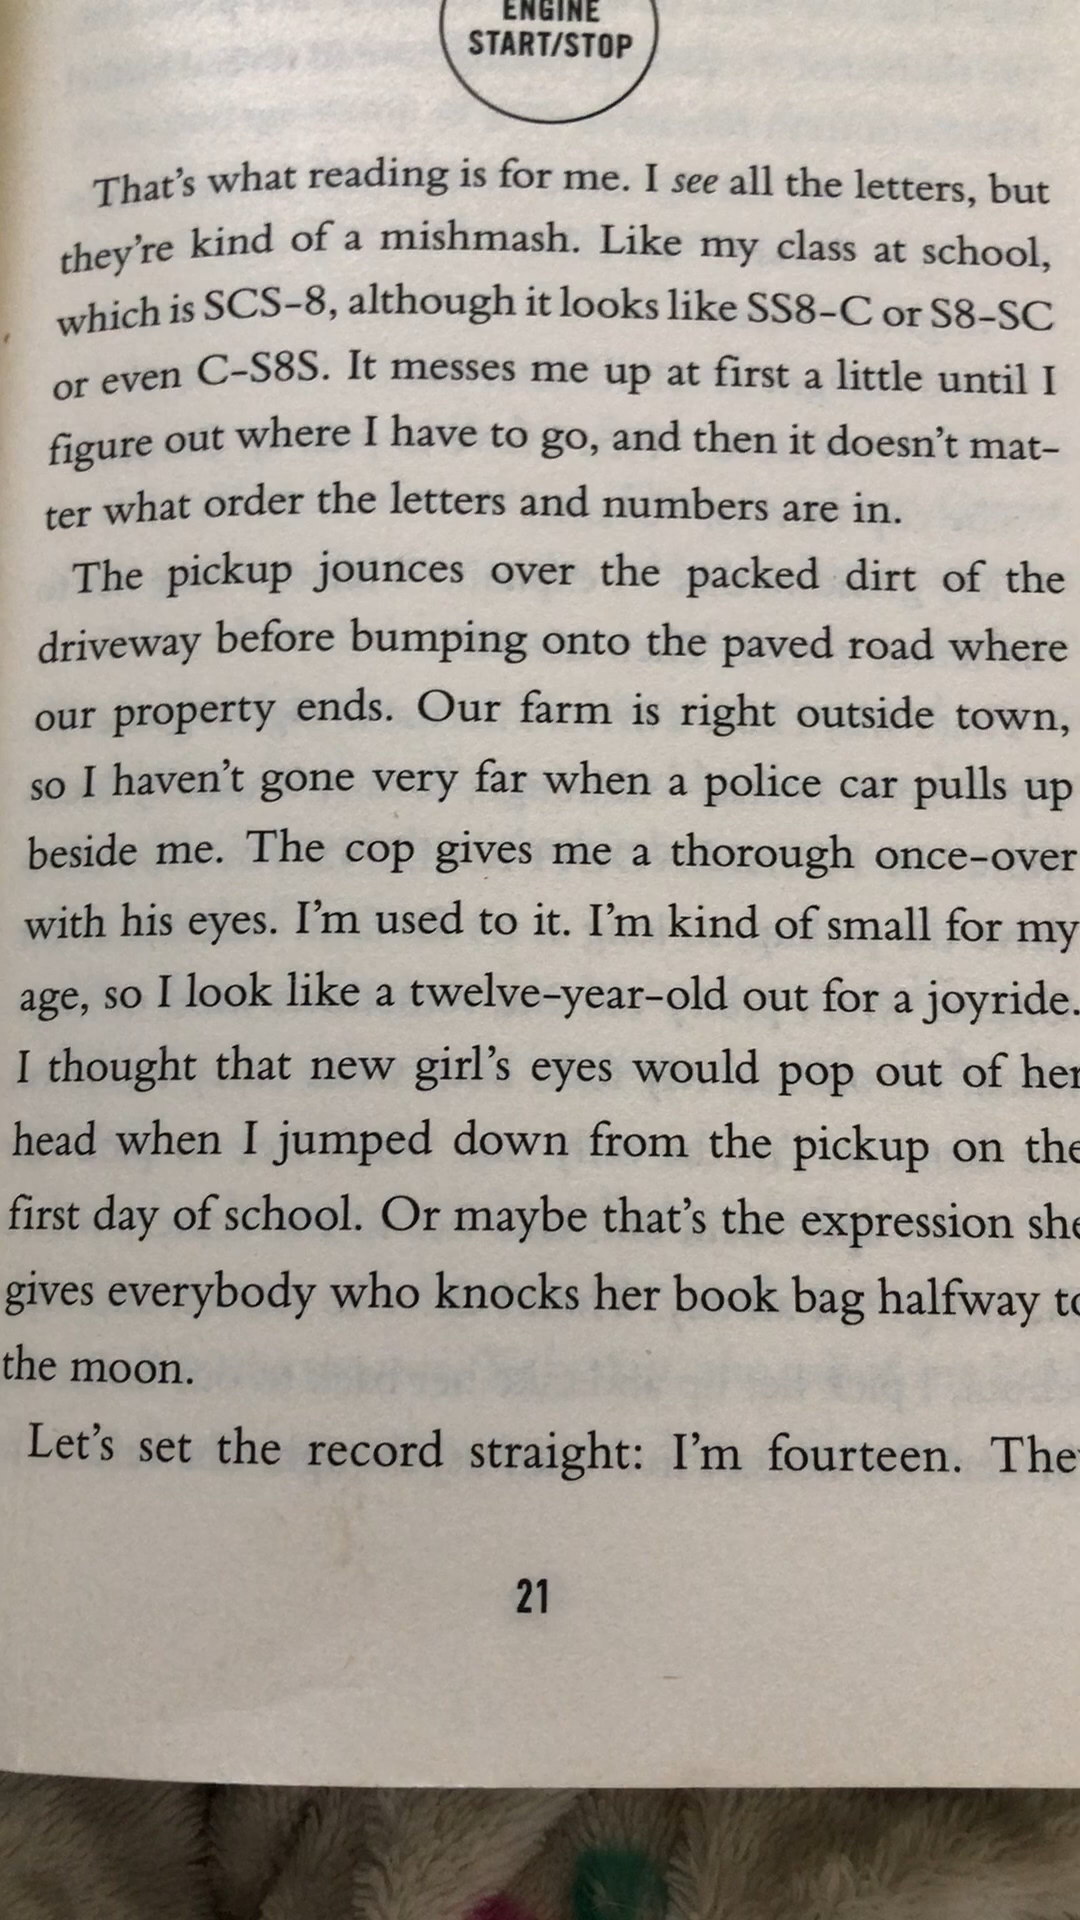 ENGINE
START/STOP
That's what reading is for me. I see all the letters, but
they're kind of a mishmash. Like my class at school,
which is SCS-8, although it looks like SS8-C or S8-SC
or even C-S8S. It messes me up at first a little until I
figure out where I have to go, and then it doesn't mat-
ter what order the letters and numbers are in.
The pickup jounces over the packed dirt of the
driveway before bumping onto the paved road where
our property ends. Our farm is right outside town,
so I haven't gone very far when a police car pulls up
beside me. The cop gives me a thorough once-over
with his eyes. I'm used to it. I'm kind of small for my
age, so I look like a twelve-year-old out for a joyride.
I thought that new girl's eyes would pop out of her
head when I jumped down from the pickup on the
first day of school. Or maybe that's the expression she
gives everybody who knocks her book bag halfway to
the moon.
Let's set the record straight: I'm fourteen.
21